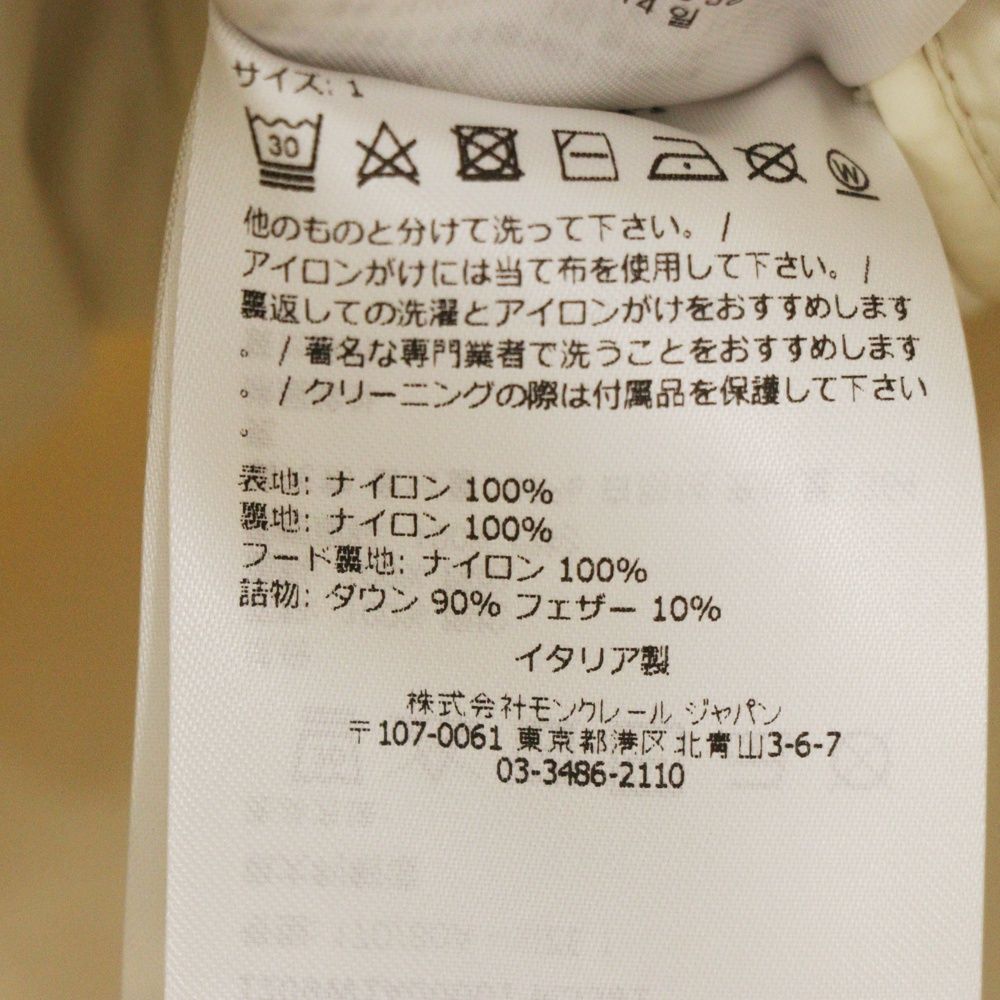 14 일
サイズ: 1
30
W
他のものと分けて洗って下さい。 /
アイロンがけには当て布を使用して下さい。 /
裏返しての洗濯とアイロンがけをおすすめします
。 / 著名な専門業者で洗うことをおすすめします
。 / クリーニングの際は付属品を保護して下さい
。
表地: ナイロン 100%
裏地: ナイロン 100%
フード裏地: ナイロン 100%
詰物: ダウン 90% フェザー 10%
イタリア製
株式会社モンクレール ジャパン
〒107-0061 東京都港区北青山3-6-7
03-3486-2110